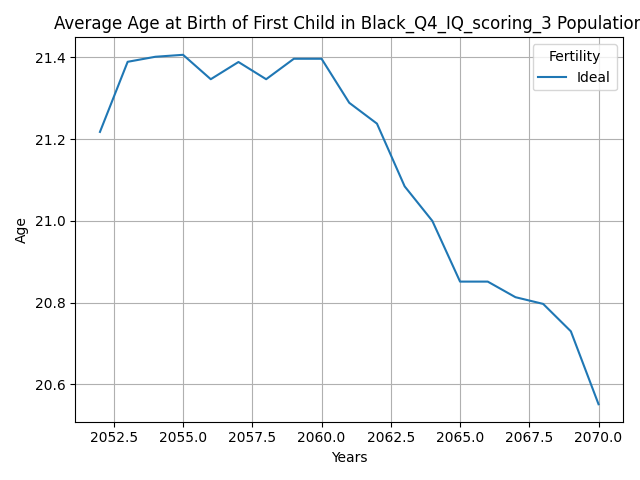 Average Age at Birth of First Child in Black_Q4_IQ_scoring_3 Population
Fertility
Ideal
21.4
21.2
21.0
20.8
20.6
Age
2052.5 2055.0 2057.5 2060.0 2062.5 2065.0 2067.5 2070.0
Years